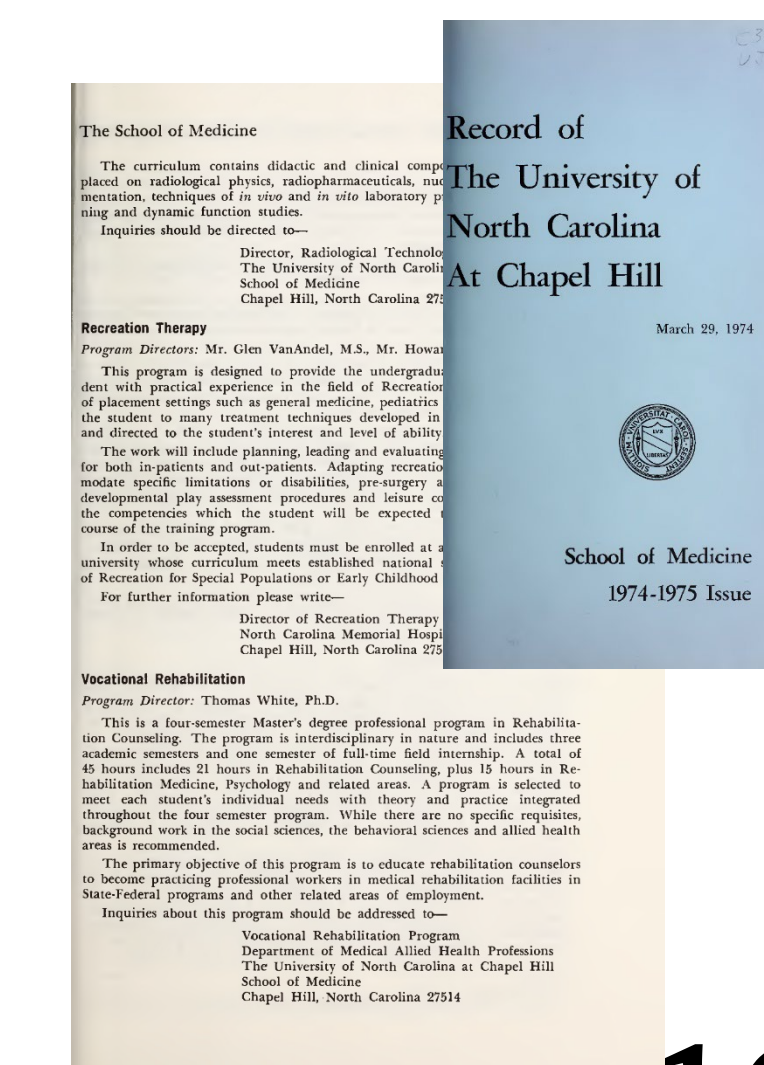 The School of Medicine
The curriculum contains didactic and clinical
placed on radiological physics, radiopharmaceuticals,
mentation, techniques of in vivo and in vito laboratory
ning and dynamic function studies.
Inquiries should be directed to—
Director, Radiological
The University of North
School of Medicine
Chapel Hill, North Carolina
Recreation Therapy
Program Directors: Mr. Glen VanAndel, M.S., Mr.
This program is designed to provide the
dent with practical experience in the field of
of placement settings such as general medicine, pediatrics
the student to many treatment techniques developed in
and directed to the student's interest and level of ability
The work will include planning, leading and evaluating
for both in-patients and out-patients. Adapting
modate specific limitations or disabilities, pre-surgery
developmental play assessment procedures and leisure
the competencies which the student will be expected
course of the training program.
In order to be accepted, students must be enrolled at
university whose curriculum meets established national
of Recreation for Special Populations or Early Childhood
For further information please write—
Director of Recreation Therapy
North Carolina Memorial
Chapel Hill, North Carolina
Vocational Rehabilitation
Program Director: Thomas White, Ph.D.
This is a four-semester Master's degree professional program in Rehabilita-
tion Counseling. The program is interdisciplinary in nature and includes three
academic semesters and one semester of full-time field internship. A total of
45 hours includes 21 hours in Rehabilitation Counseling, plus 15 hours in Re-
habilitation Medicine, Psychology and related areas. A program is selected to
meet each student's individual needs with theory and practice integrated
throughout the four semester program. While there are no specific requisites,
background work in the social sciences, the behavioral sciences and allied health
areas is recommended.
The primary objective of this program is to educate rehabilitation counselors
to become practicing professional workers in medical rehabilitation facilities in
State-Federal programs and other related areas of employment.
Inquiries about this program should be addressed to—
Vocational Rehabilitation Program
Department of Medical Allied Health Professions
The University of North Carolina at Chapel Hill
School of Medicine
Chapel Hill, North Carolina 27514
Record of
The University of
North Carolina
At Chapel Hill
March 29, 1974
SIGILLVM VNIVERSITAT CAROL SEPTENT
LVX
LIBERTAS
School of Medicine
1974-1975 Issue